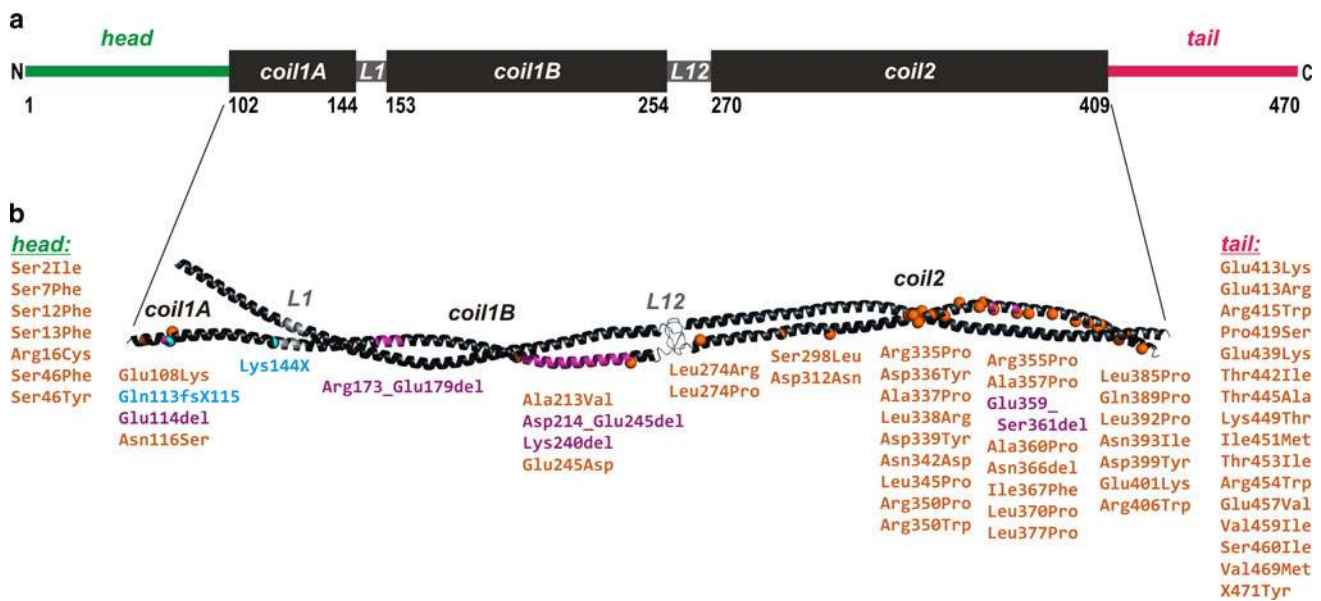 a
head
tail
N
coil1A
L1
coil1B
L12
coil2
C
1
102
144
153
254
270
409
470
b
head:
Ser2Ile
Ser7Phe
Ser12Phe
Ser13Phe
Arg16Cys
Ser46Phe
Ser46Tyr
coil1A
L1
coil1B
L12
coil2
Glu108Lys
Gln113fsX115
Glu114del
Asn116Ser
Lys144X
Arg173_Glu179del
Ala213Val
Asp214_Glu245del
Lys240del
Glu245Asp
Leu274Arg
Leu274Pro
Ser298Leu
Asp312Asn
Arg335Pro
Asp336Tyr
Ala337Pro
Leu338Arg
Asp339Tyr
Asn342Asp
Leu345Pro
Arg350Pro
Arg350Trp
Arg355Pro
Ala357Pro
Glu359_
Ser361del
Ala360Pro
Asn366del
Ile367Phe
Leu370Pro
Leu377Pro
Leu385Pro
Gln389Pro
Leu392Pro
Asn393Ile
Asp399Tyr
Glu401Lys
Arg406Trp
tail:
Glu413Lys
Glu413Arg
Arg415Trp
Pro419Ser
Glu439Lys
Thr442Ile
Thr445Ala
Lys449Thr
Ile451Met
Thr453Ile
Arg454Trp
Glu457Val
Val459Ile
Ser460Ile
Val469Met
X471Tyr